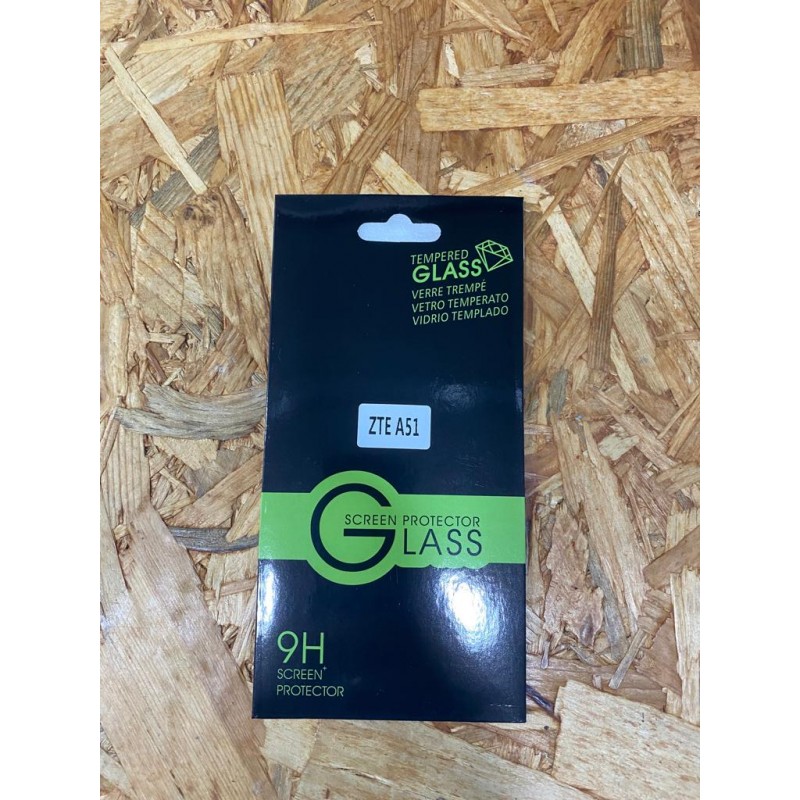 TEMPERED
GLASS
VERRE TREMPÉ
VETRO TEMPERATO
VIDRIO TEMPLADO
ZTE A51
SCREEN PROTECTOR
GLASS
9H
SCREEN+
PROTECTOR